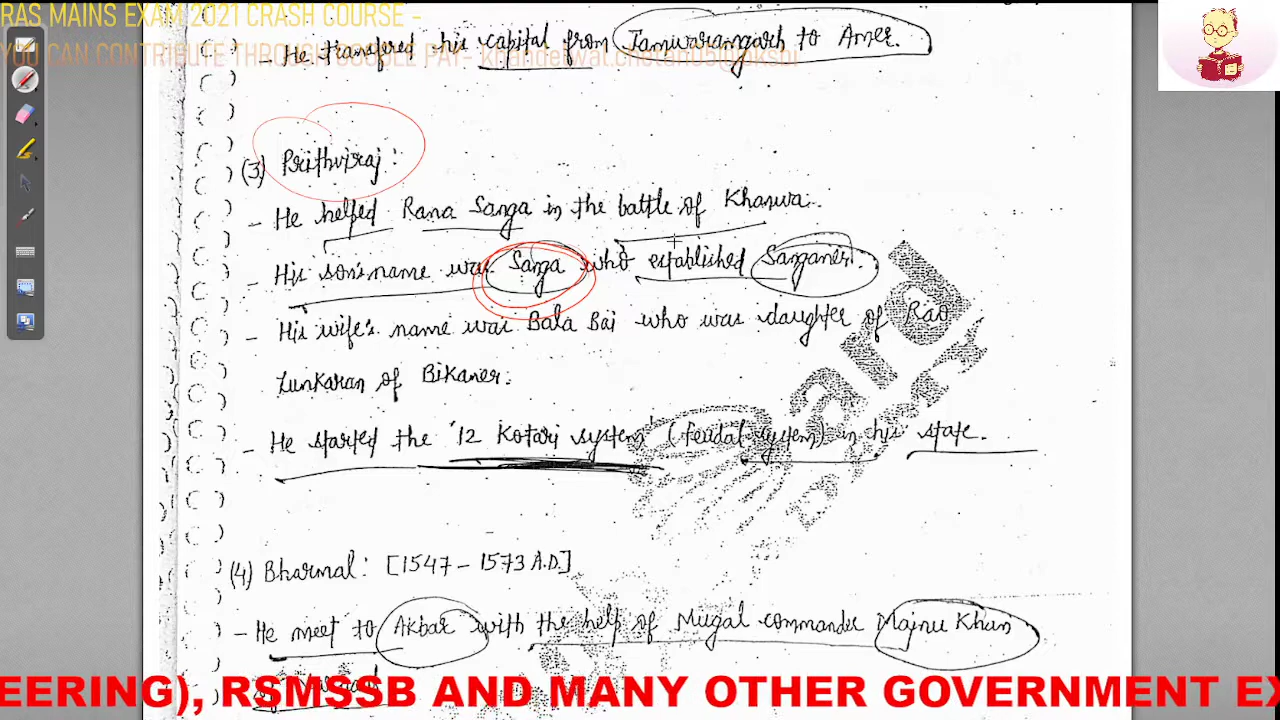 RAS MAINS EXAM 2021 CRASH COURSE -
YOU CAN CONTRIBUTE THROUGH GOOGLE PAY- khandelwal.chetan05@oksbi
- He transfered his capital from Jamwaramgarh to Amer.
(3) Prithviraj :
- He helped Rana Sanga in the battle of Khanwa.
- His son's name was Sanga who established Sanganer.
- His wife's name was Bala Bai who was daughter of Rao
Lunkaran of Bikaner.
- He started the '12 Kotari system' (feudal system) in his state.
(4) Bharmal : [1547 - 1573 A.D.]
- He meet to Akbar with the help of Mugal commander Majnu Khan
EERING), RSMSSB AND MANY OTHER GOVERNMENT EX